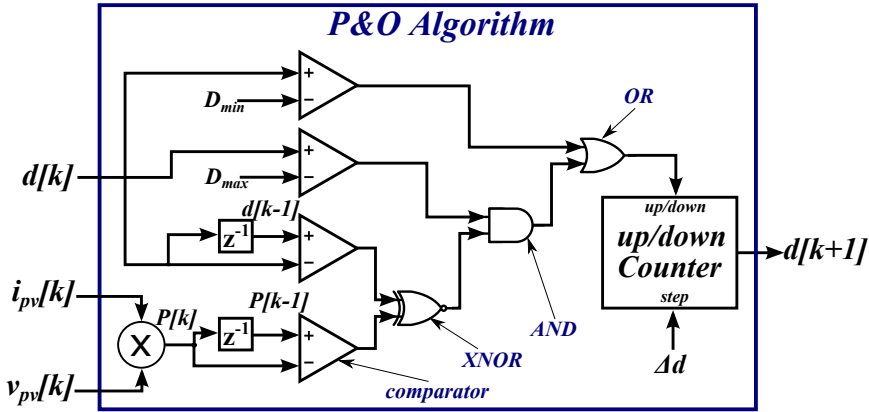 P&O Algorithm
+
D_min
−
OR
d[k]
+
D_max
−
up/down
up/down
Counter
step
d[k+1]
d[k-1]
z⁻¹
+
−
AND
Δd
i_pv[k]
P[k]
P[k-1]
z⁻¹
+
−
XNOR
X
v_pv[k]
comparator